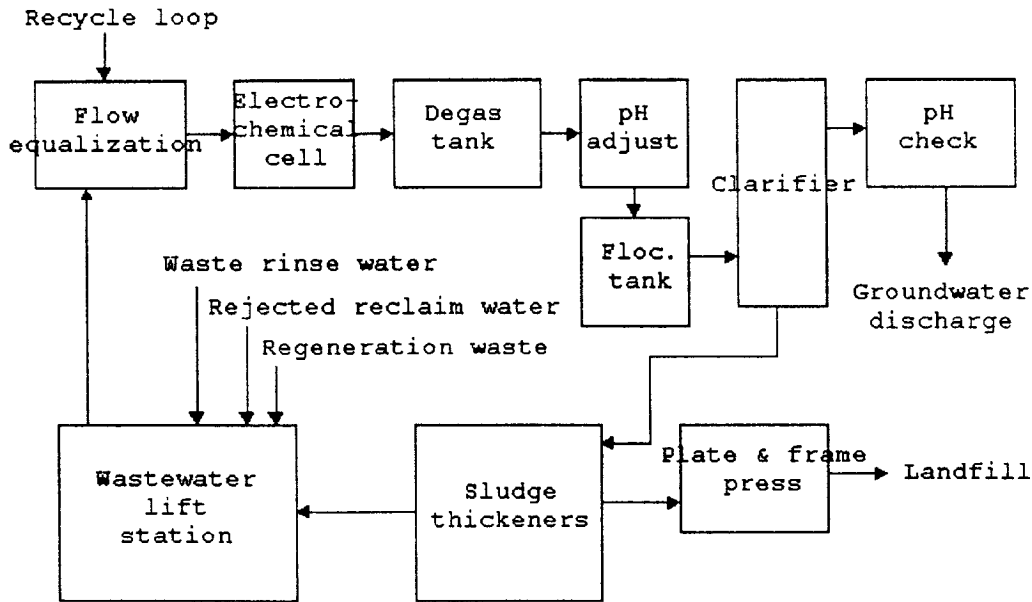 Recycle loop
Flow
equalization
Electro-
chemical
cell
Degas
tank
pH
adjust
Clarifier
pH
check
Floc.
tank
Groundwater
discharge
Waste rinse water
Rejected reclaim water
Regeneration waste
Wastewater
lift
station
Sludge
thickeners
Plate & frame
press
Landfill